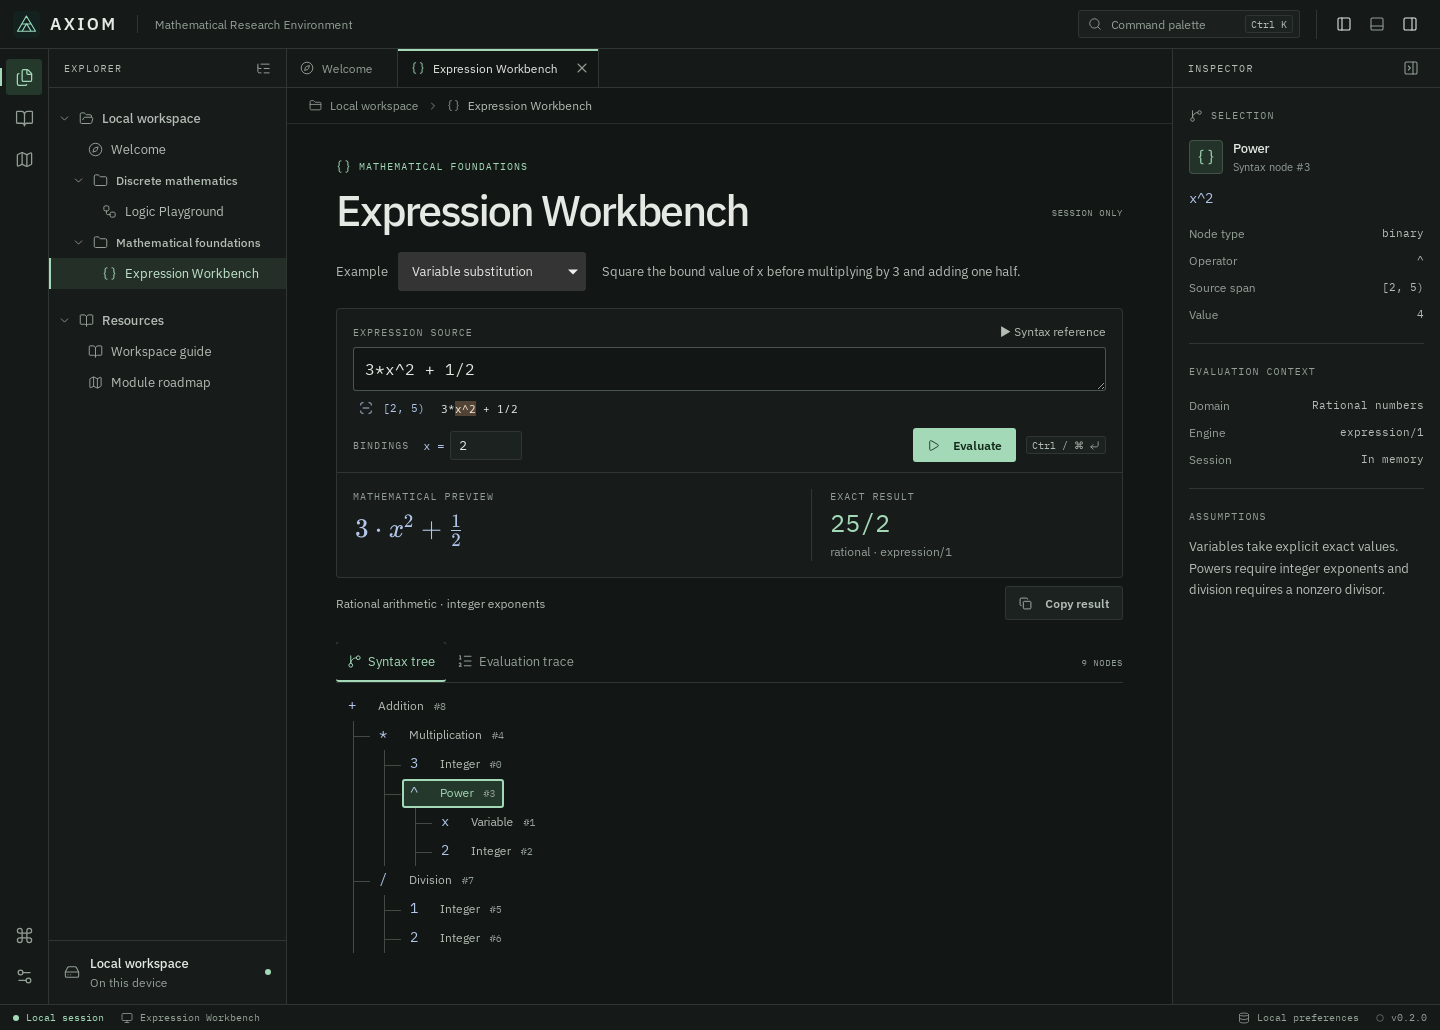 AXIOM
Mathematical Research Environment
Command palette
Ctrl K
EXPLORER
Local workspace
Welcome
Discrete mathematics
Logic Playground
Mathematical foundations
Expression Workbench
Resources
Workspace guide
Module roadmap
Local workspace
On this device
Welcome
Expression Workbench
Local workspace
Expression Workbench
MATHEMATICAL FOUNDATIONS
Expression Workbench
SESSION ONLY
Example
Variable substitution
Square the bound value of x before multiplying by 3 and adding one half.
EXPRESSION SOURCE
Syntax reference
3*x^2 + 1/2
[2, 5) 3*x^2 + 1/2
BINDINGS x = 2
Evaluate
Ctrl / ⌘ ↵
MATHEMATICAL PREVIEW
3 · x² + 1/2
EXACT RESULT
25/2
rational · expression/1
Rational arithmetic · integer exponents
Copy result
Syntax tree
Evaluation trace
9 NODES
+ Addition #8
* Multiplication #4
3 Integer #0
^ Power #3
x Variable #1
2 Integer #2
/ Division #7
1 Integer #5
2 Integer #6
INSPECTOR
SELECTION
{} Power
Syntax node #3
x^2
Node type binary
Operator ^
Source span [2, 5)
Value 4
EVALUATION CONTEXT
Domain Rational numbers
Engine expression/1
Session In memory
ASSUMPTIONS
Variables take explicit exact values.
Powers require integer exponents and
division requires a nonzero divisor.
Local session
Expression Workbench
Local preferences
v0.2.0